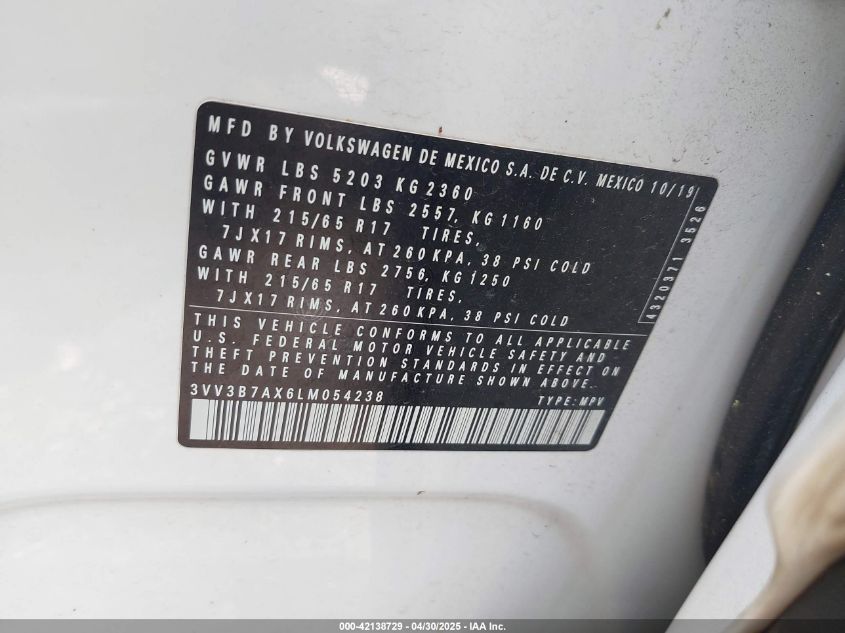 MFD BY VOLKSWAGEN DE MEXICO S.A. DE C.V. MEXICO 10/19
GVWR LBS 5203 KG 2360
GAWR FRONT LBS 2557, KG 1160
WITH 215/65 R17 TIRES,
7JX17 RIMS, AT 260 KPA, 38 PSI COLD
GAWR REAR LBS 2756, KG 1250
WITH 215/65 R17 TIRES,
7JX17 RIMS, AT 260 KPA, 38 PSI COLD
4320371 3526
THIS VEHICLE CONFORMS TO ALL APPLICABLE
U.S. FEDERAL MOTOR VEHICLE SAFETY AND
THEFT PREVENTION STANDARDS IN EFFECT ON
THE DATE OF MANUFACTURE SHOWN ABOVE.
3VV3B7AX6LM054238 TYPE: MPV
000-42138729 - 04/30/2025 - IAA Inc.